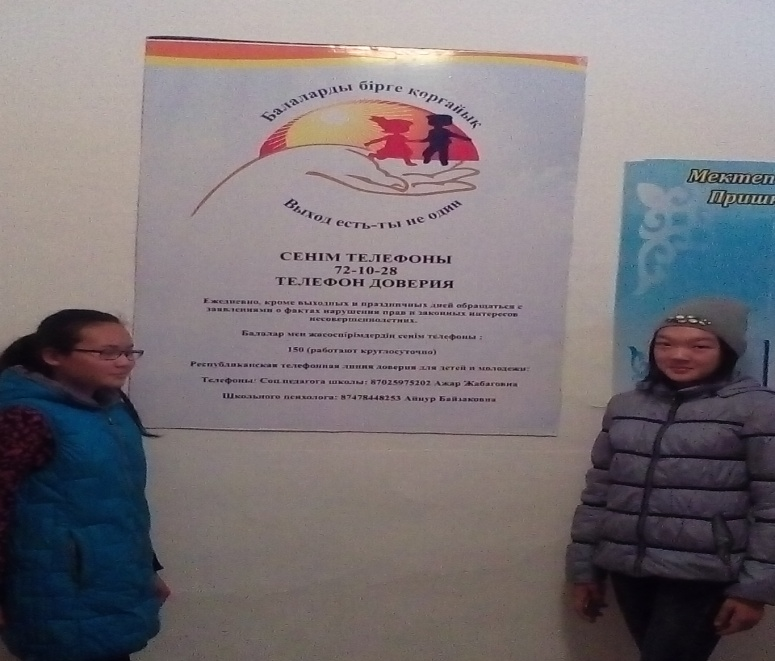 Балаларды бірге қорғайық
Выход есть-ты не один
СЕНІМ ТЕЛЕФОНЫ
72-10-28
ТЕЛЕФОН ДОВЕРИЯ
Ежедневно, кроме выходных и праздничных дней обращаться с
заявлениями о фактах нарушения прав и законных интересов
несовершеннолетних.
Балалар мен жасөспірімдердің сенім телефоны :
150 (работают круглосуточно)
Республиканская телефонная линия доверия для детей и молодежи:
Телефоны: Соц.педагога школы: 87025975202 Ажар Жабаговна
Школьного психолога: 87478448253 Айнур Байзаковна
Мектеп
Приш